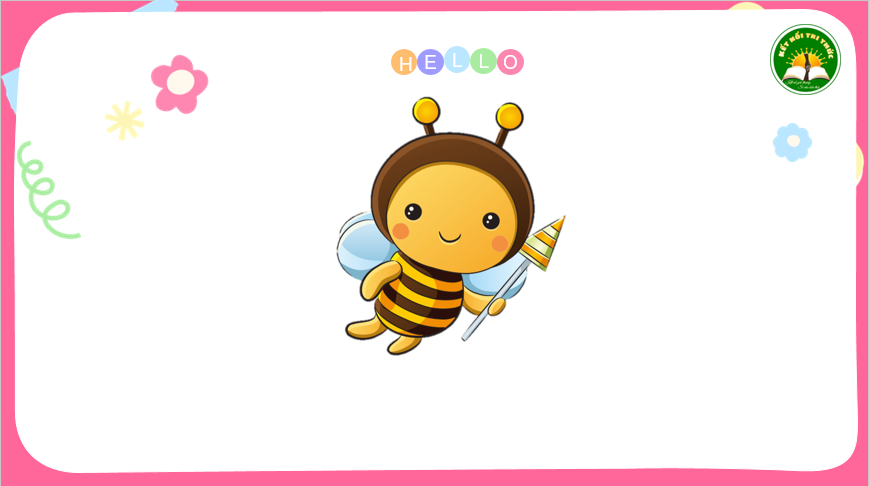 HELLO
KẾT NỐI TRI THỨC